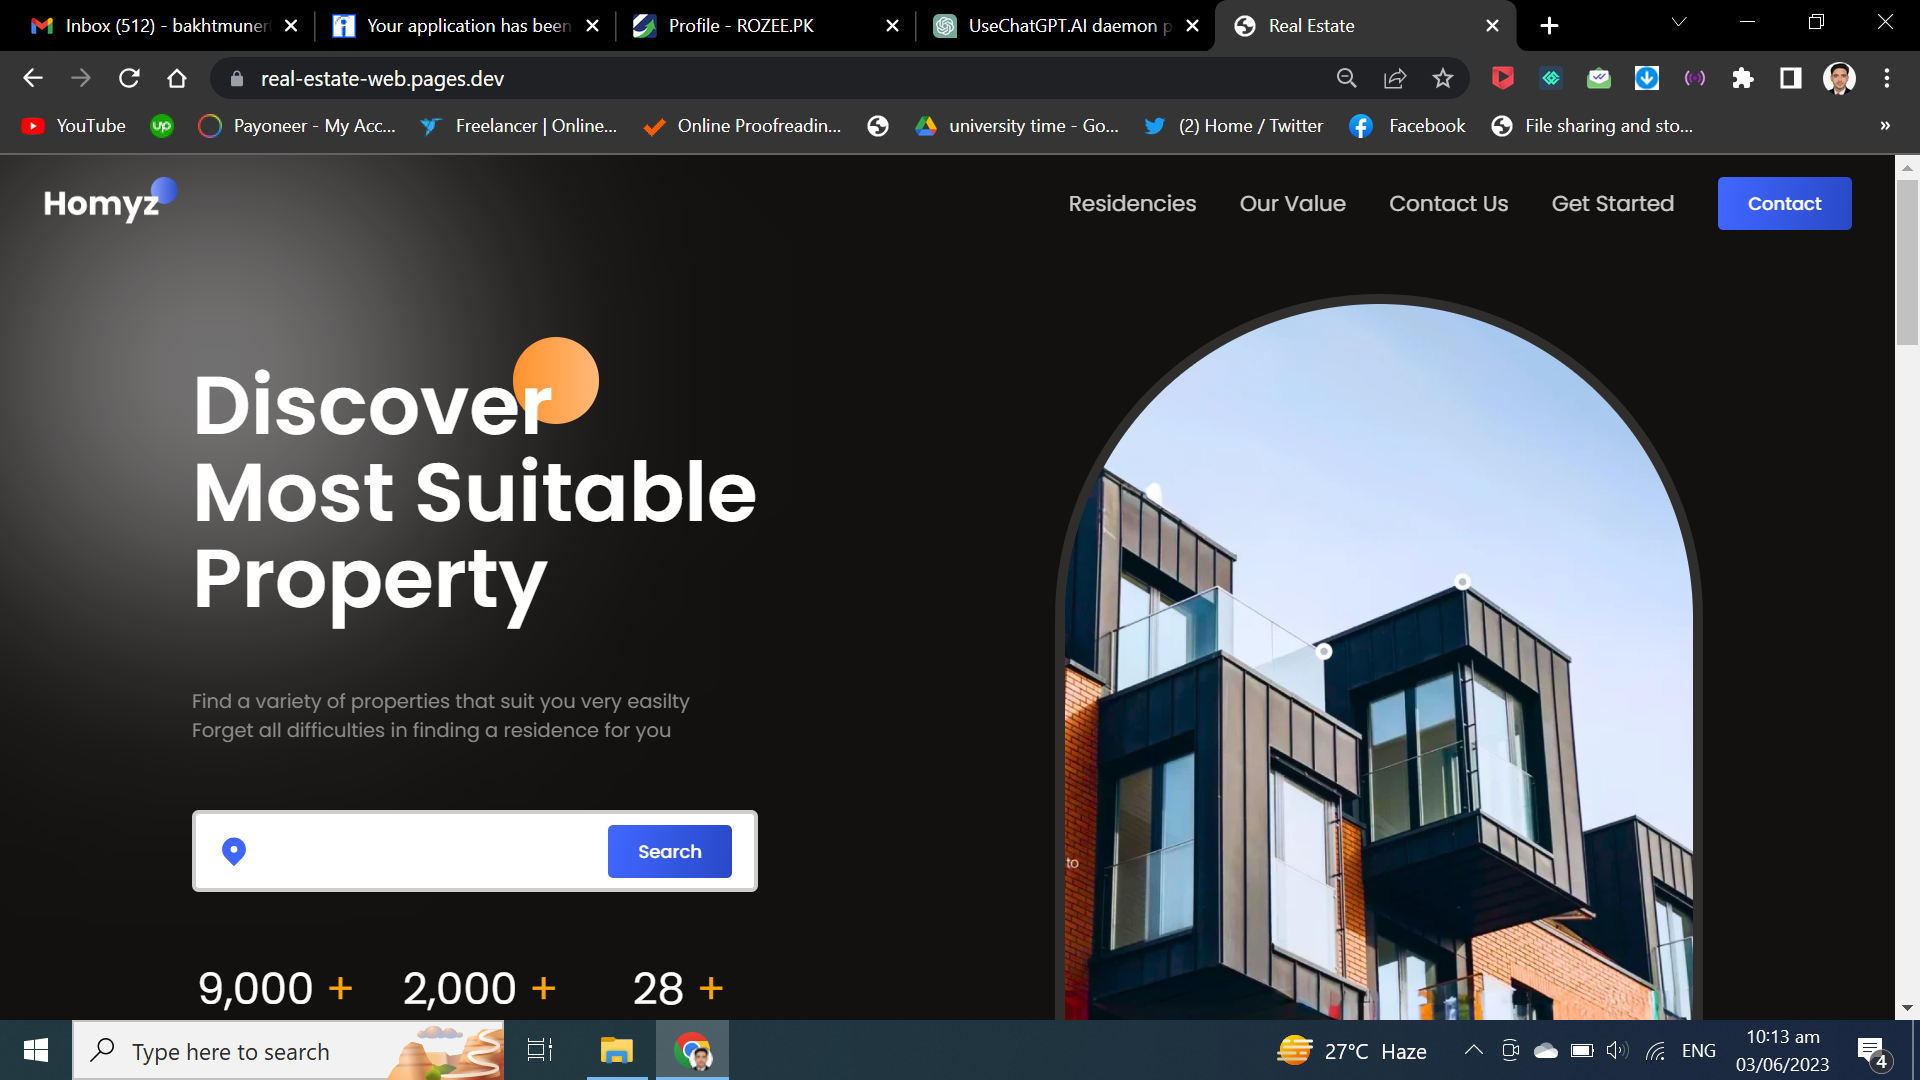 Inbox (512) - bakhtmuner
Your application has been
Profile - ROZEE.PK
UseChatGPT.AI daemon p
Real Estate
real-estate-web.pages.dev
YouTube
up
Payoneer - My Acc...
Freelancer | Online...
Online Proofreadin...
university time - Go...
(2) Home / Twitter
Facebook
File sharing and sto...
»
Homyz
Residencies
Our Value
Contact Us
Get Started
Contact
Discover
Most Suitable
Property
Find a variety of properties that suit you very easilty
Forget all difficulties in finding a residence for you
Search
to
9,000 +
2,000 +
28 +
Type here to search
27°C Haze
ENG
10:13 am
03/06/2023
4